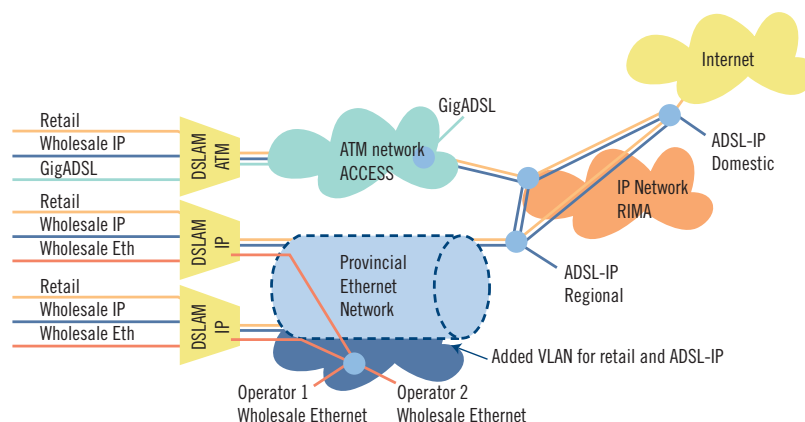 Internet
GigADSL
Retail
Wholesale IP
GigADSL
DSLAM
ATM
ATM network
ACCESS
ADSL-IP
Domestic
IP Network
RIMA
Retail
Wholesale IP
Wholesale Eth
DSLAM
IP
Provincial
Ethernet
Network
ADSL-IP
Regional
Retail
Wholesale IP
Wholesale Eth
DSLAM
IP
Added VLAN for retail and ADSL-IP
Operator 1
Wholesale Ethernet
Operator 2
Wholesale Ethernet